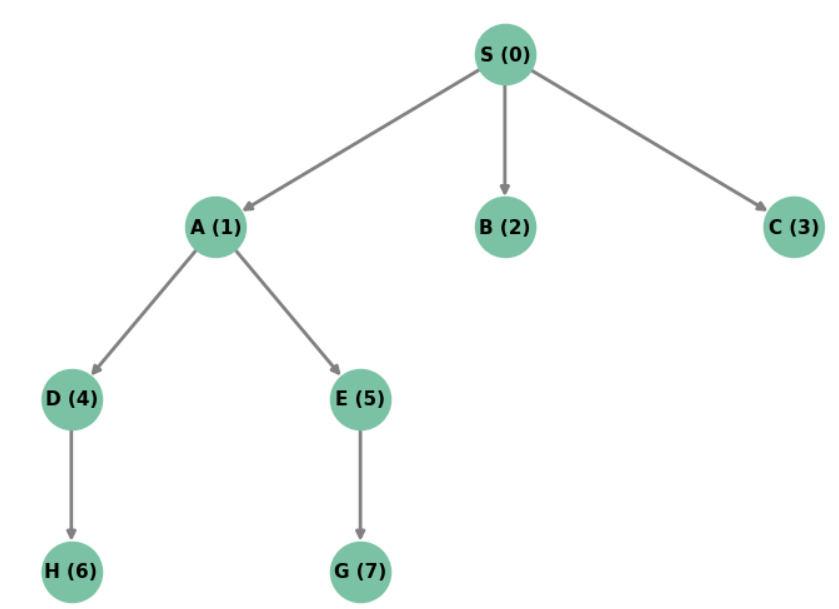 S (0)
A (1)
B (2)
C (3)
D (4)
E (5)
H (6)
G (7)